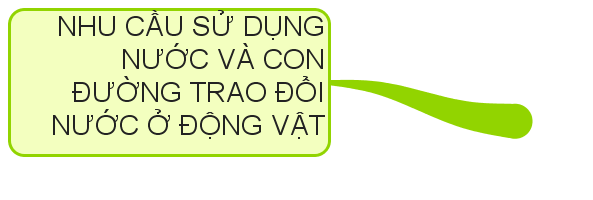 NHU CẦU SỬ DỤNG
NƯỚC VÀ CON
ĐƯỜNG TRAO ĐỔI
NƯỚC Ở ĐỘNG VẬT